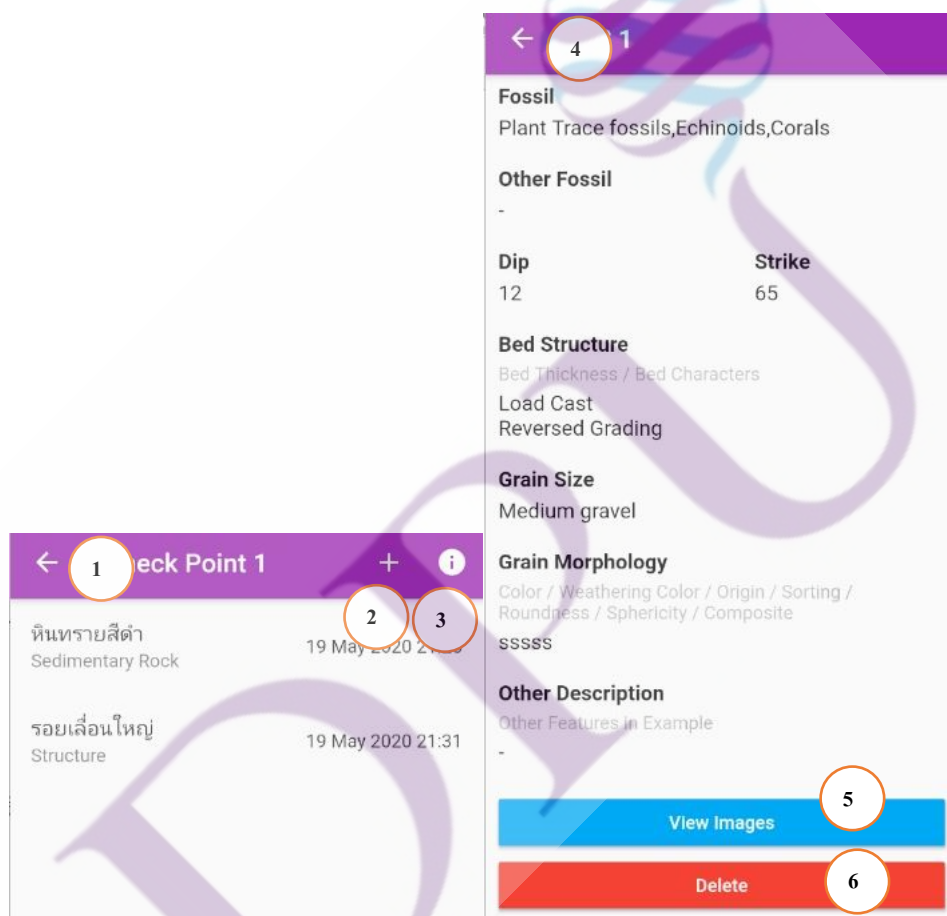 1 eck Point 1
2
3
หินทรายสีดำ
Sedimentary Rock
19 May 2020
รอยเลื่อนใหญ่
Structure
19 May 2020 21:31
4 1
Fossil
Plant Trace fossils,Echinoids,Corals
Other Fossil
-
Dip Strike
12 65
Bed Structure
Bed Thickness / Bed Characters
Load Cast
Reversed Grading
Grain Size
Medium gravel
Grain Morphology
Color / Weathering Color / Origin / Sorting /
Roundness / Sphericity / Composite
sssss
Other Description
Other Features in Example
-
5
View Images
Delete 6
DPU